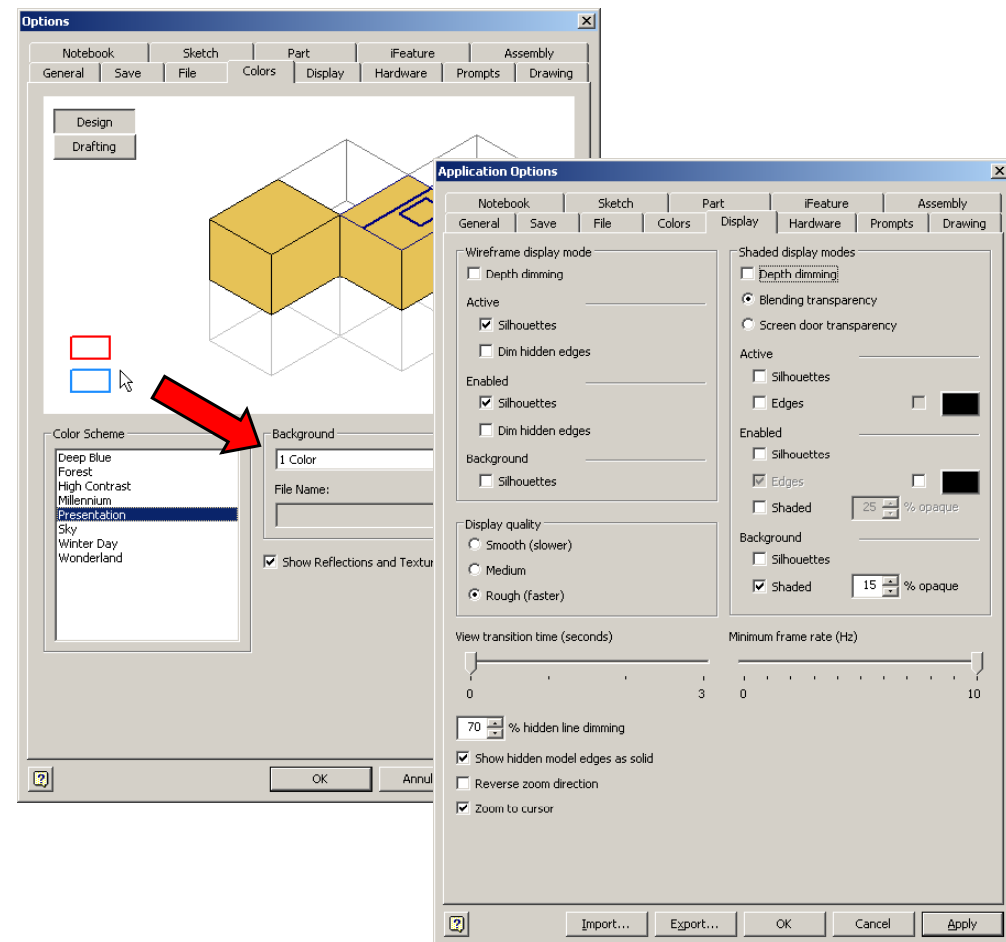 Options
Notebook Sketch Part iFeature Assembly
General Save File Colors Display Hardware Prompts Drawing
Design
Drafting
Color Scheme
Deep Blue
Forest
High Contrast
Millennium
Presentation
Sky
Winter Day
Wonderland
Background
1 Color
File Name:
Show Reflections and Textur
OK Annul
Application Options
Notebook Sketch Part iFeature Assembly
General Save File Colors Display Hardware Prompts Drawing
Wireframe display mode
Depth dimming
Active
Silhouettes
Dim hidden edges
Enabled
Silhouettes
Dim hidden edges
Background
Silhouettes
Display quality
Smooth (slower)
Medium
Rough (faster)
Shaded display modes
Depth dimming
Blending transparency
Screen door transparency
Active
Silhouettes
Edges
Enabled
Silhouettes
Edges
Shaded 25 % opaque
Background
Silhouettes
Shaded 15 % opaque
View transition time (seconds)
0 3
Minimum frame rate (Hz)
0 10
70 % hidden line dimming
Show hidden model edges as solid
Reverse zoom direction
Zoom to cursor
Import... Export... OK Cancel Apply